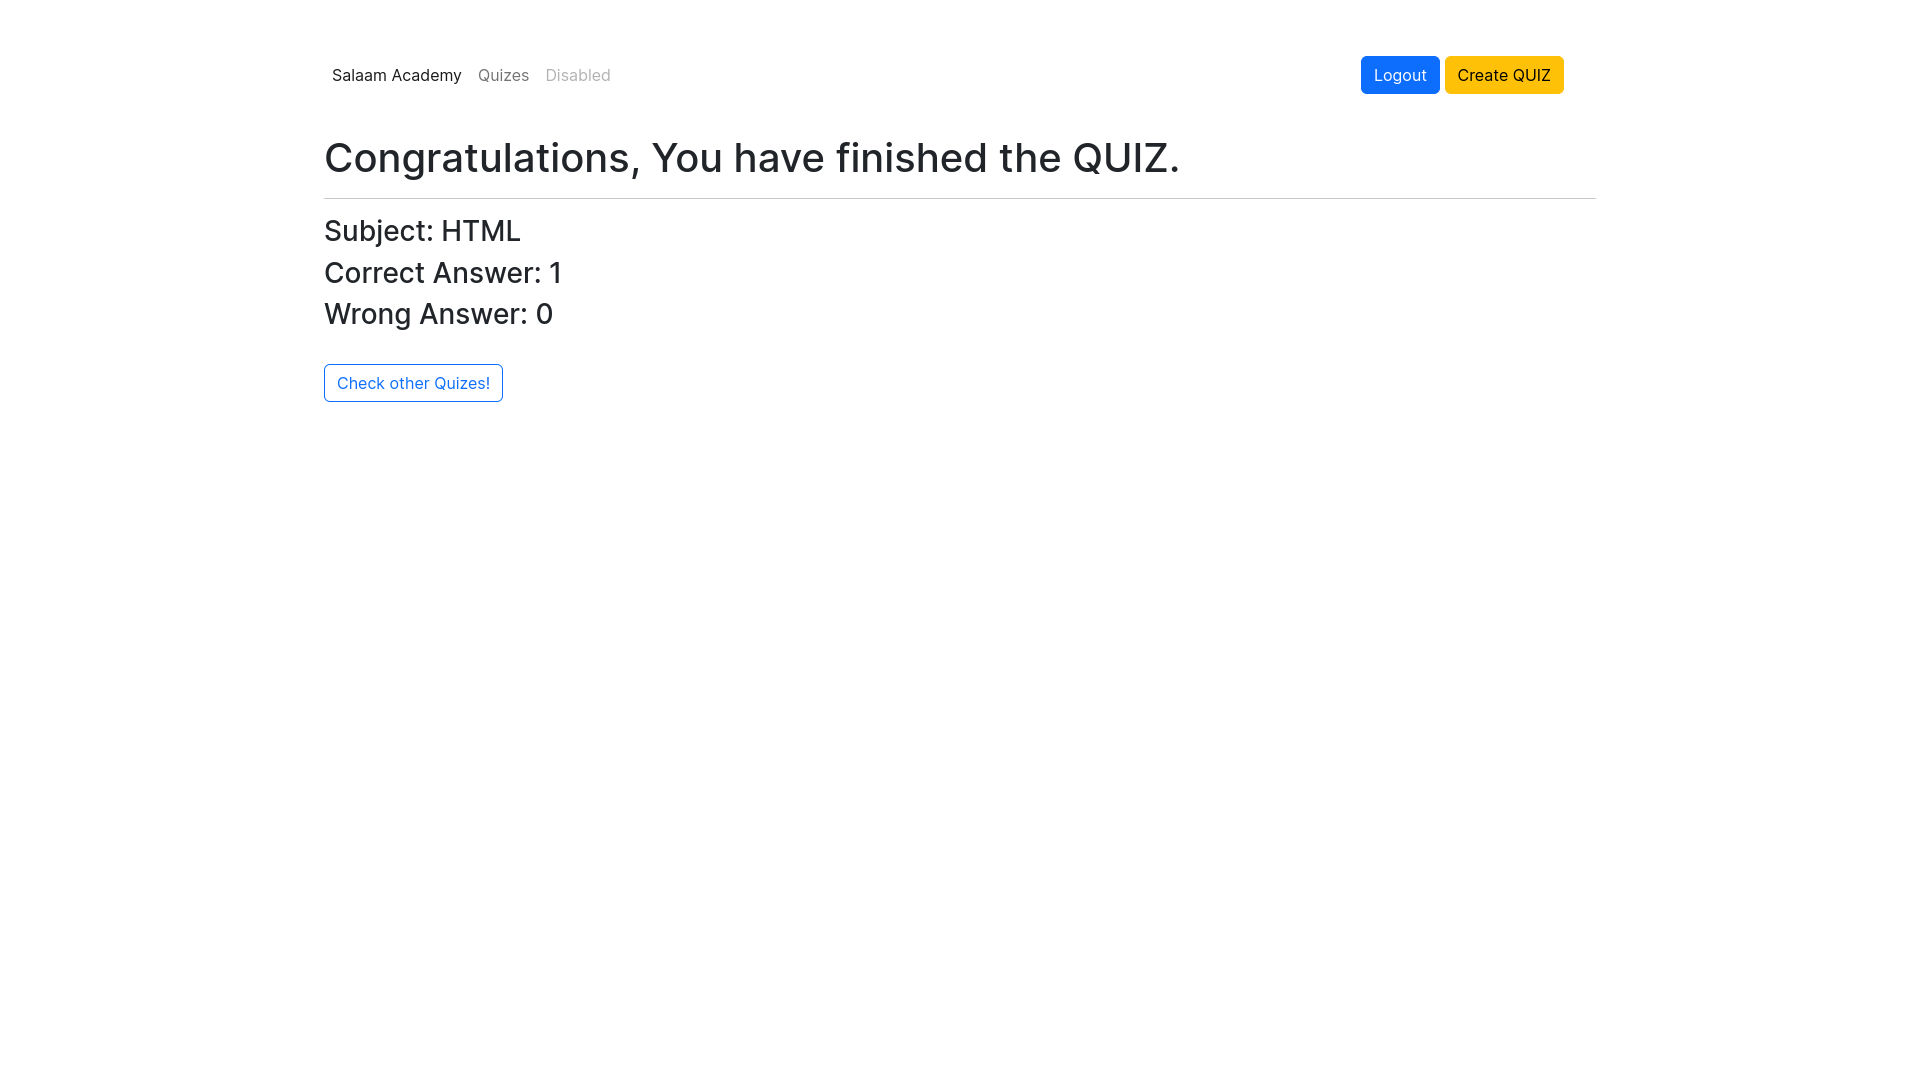 Salaam Academy Quizes Disabled Logout Create QUIZ
Congratulations, You have finished the QUIZ.
Subject: HTML
Correct Answer: 1
Wrong Answer: 0
Check other Quizes!